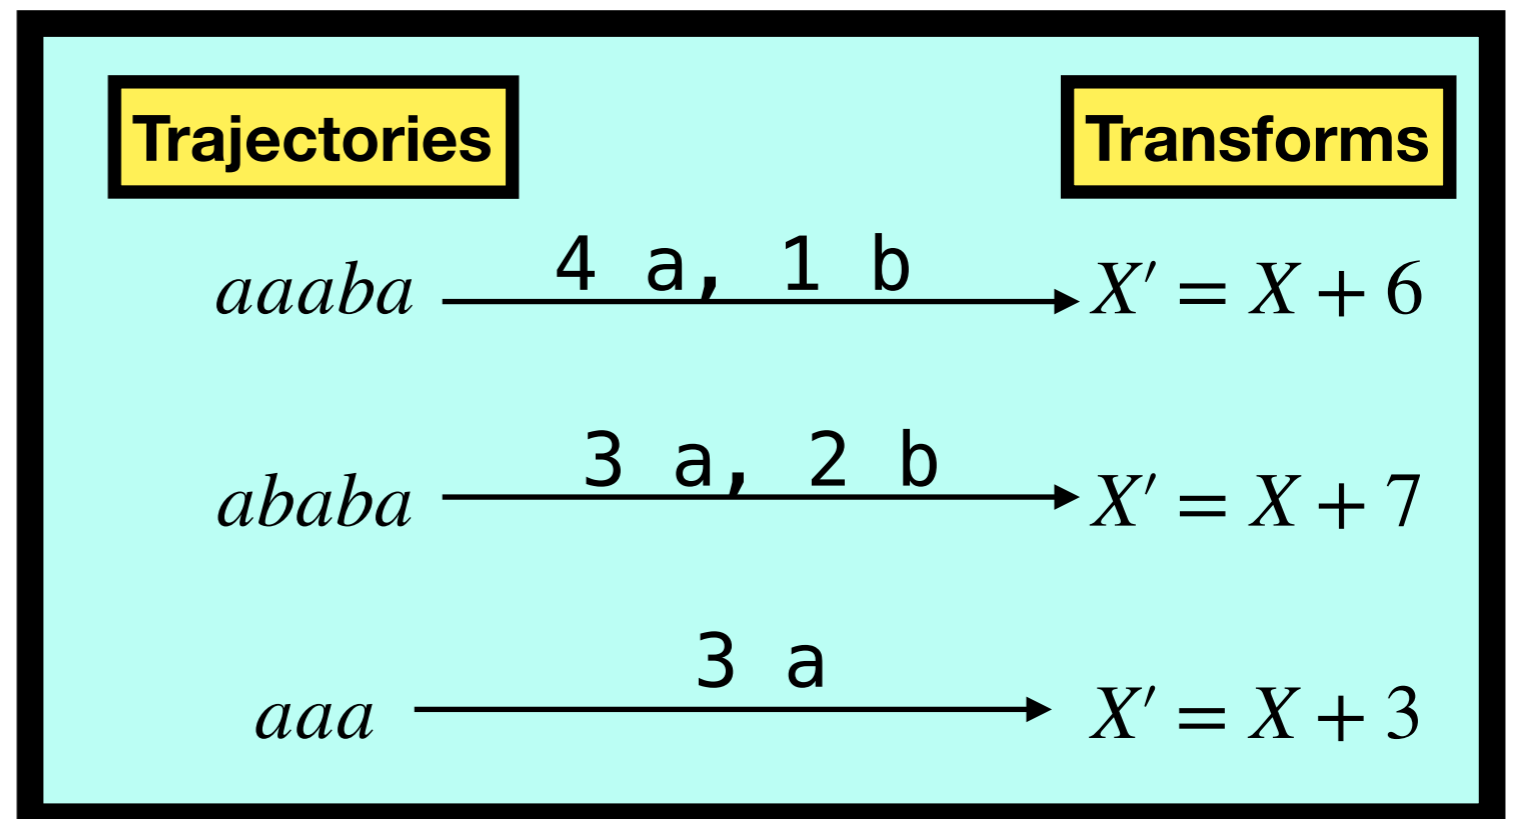 Trajectories Transforms
aaaba 4 a, 1 b X′ = X + 6
ababa 3 a, 2 b X′ = X + 7
aaa 3 a X′ = X + 3